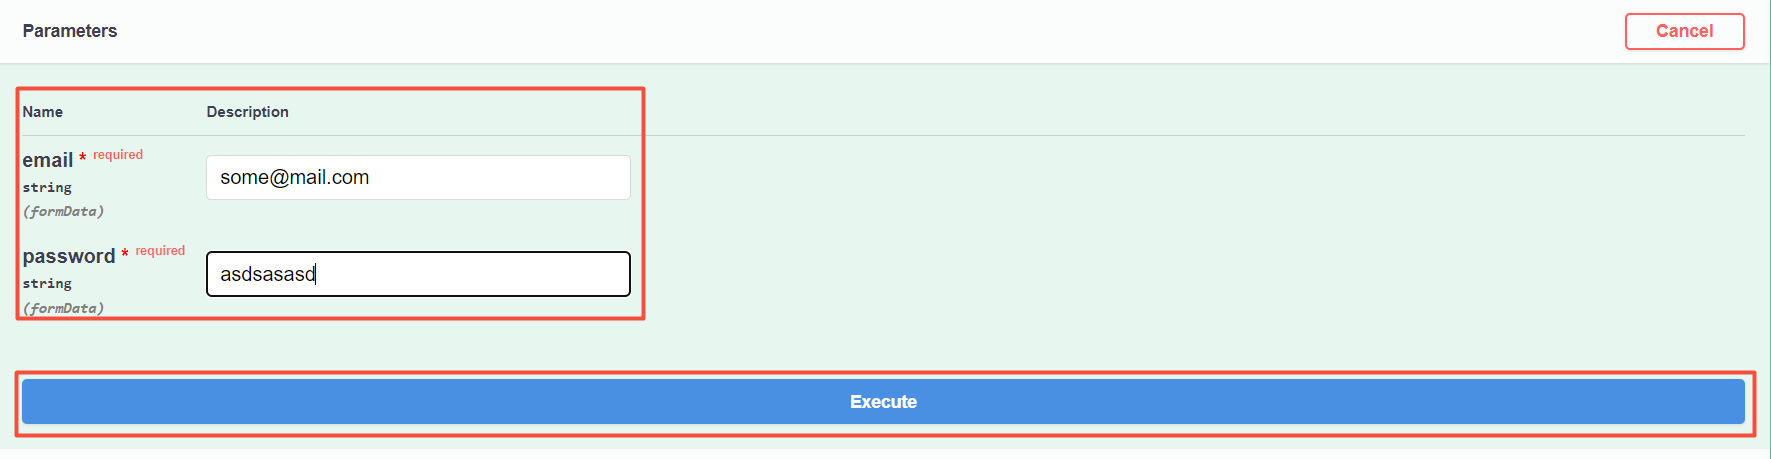 Parameters
Cancel
Name Description
email * required
some@mail.com
string
(formData)
password * required
asdsasasd
string
(formData)
Execute